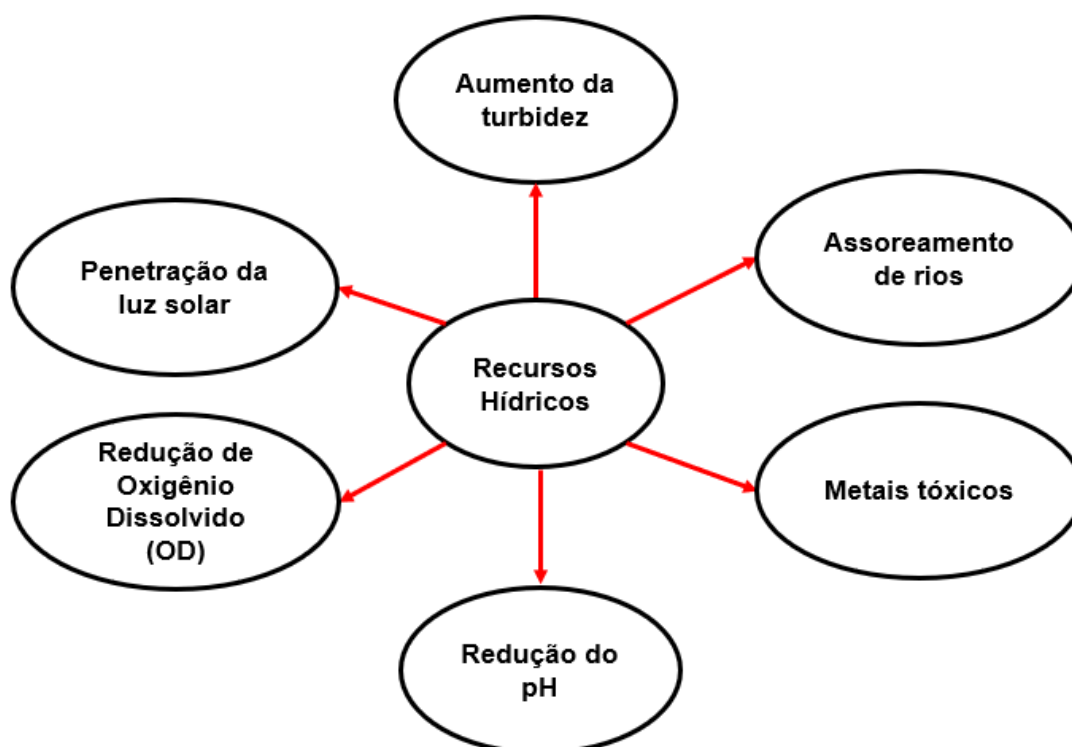 Aumento da
turbidez
Penetração da
luz solar
Assoreamento
de rios
Recursos
Hídricos
Redução de
Oxigênio
Dissolvido
(OD)
Metais tóxicos
Redução do
pH